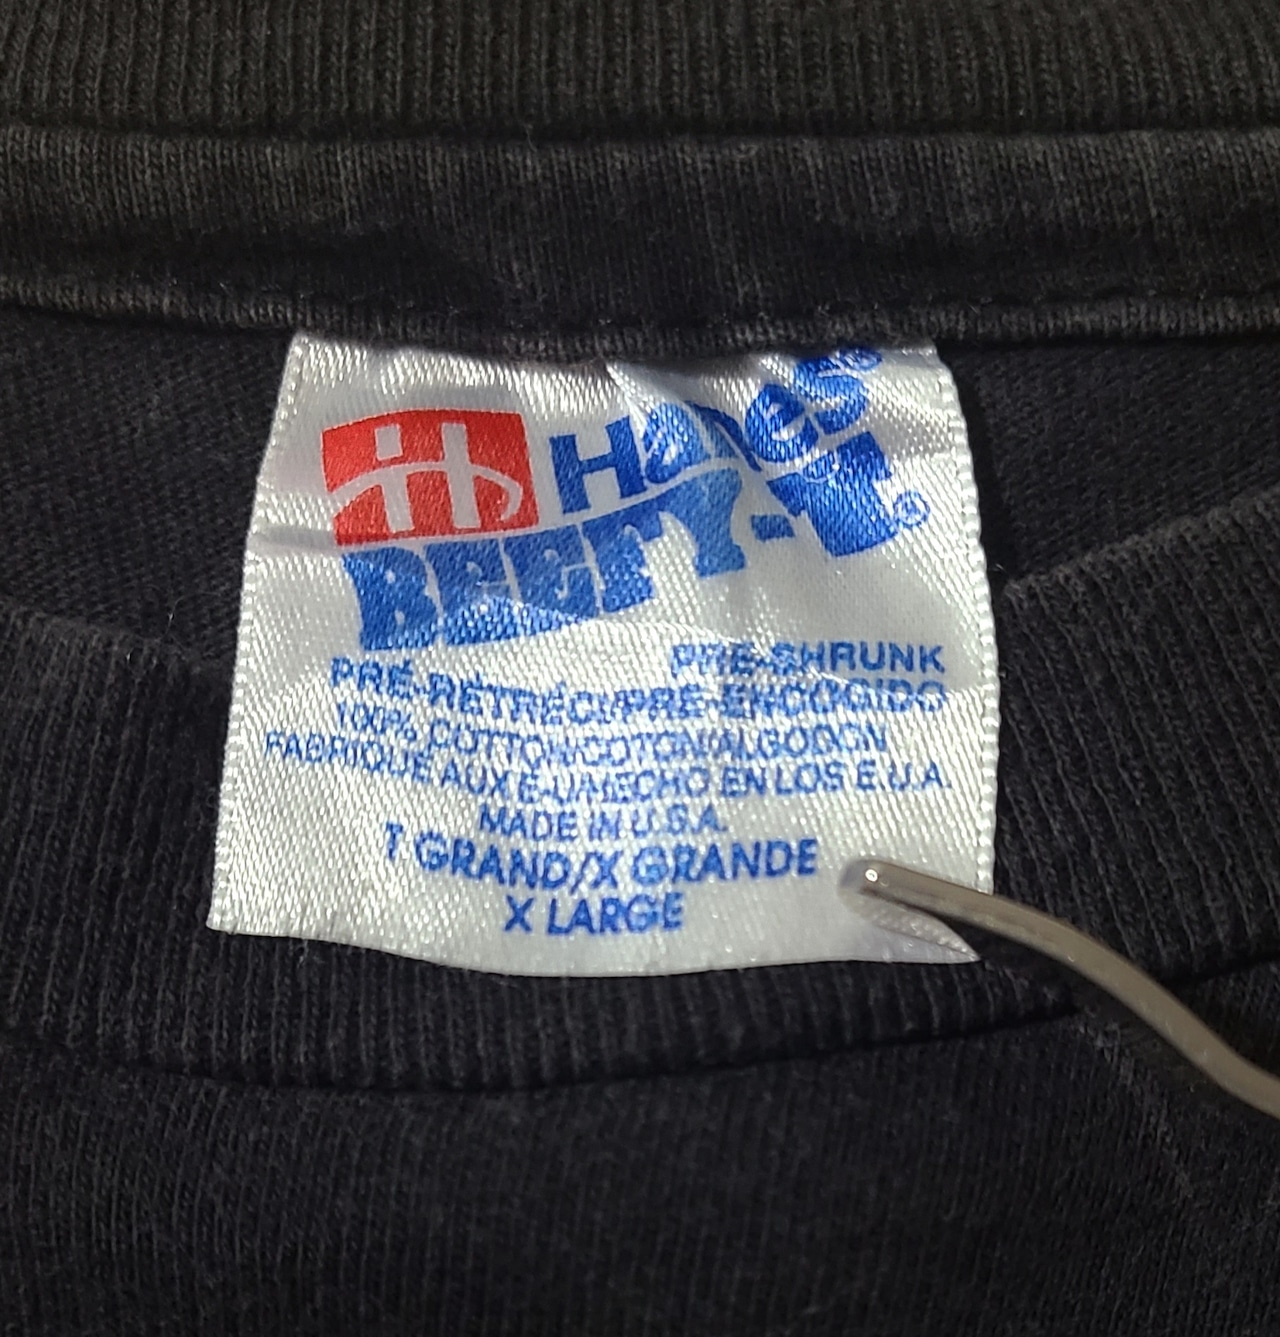 H Hanes®
BEEFY-T®
PRE-SHRUNK
PRÉ-RÉTRÉCI/PRE-ENCOGIDO
100% COTTON/COTON/ALGODON
FABRIQUE AUX É-U/HECHO EN LOS E.U.A.
MADE IN U.S.A.
T GRAND/X GRANDE
X LARGE